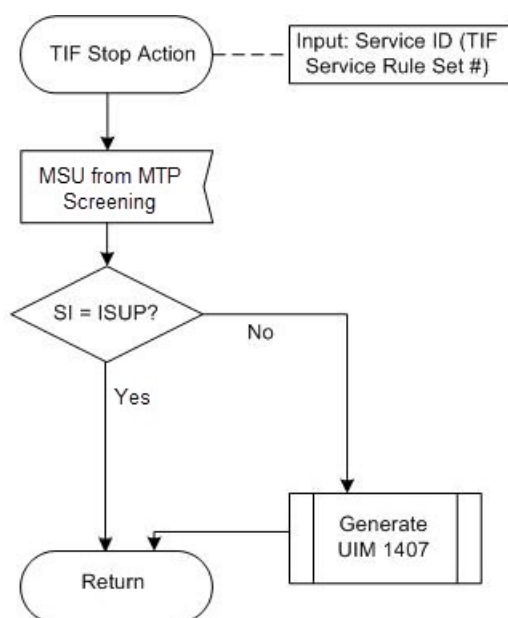 TIF Stop Action
Input: Service ID (TIF
Service Rule Set #)
MSU from MTP
Screening
SI = ISUP?
No
Yes
Generate
UIM 1407
Return